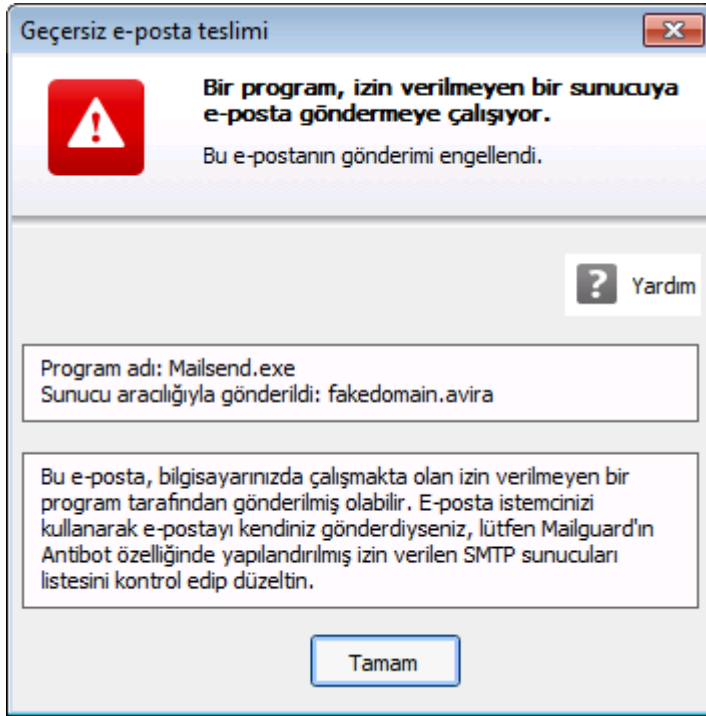 Geçersiz e-posta teslimi
Bir program, izin verilmeyen bir sunucuya
e-posta göndermeye çalışıyor.
Bu e-postanın gönderimi engellendi.
? Yardım
Program adı: Mailsend.exe
Sunucu aracılığıyla gönderildi: fakedomain.avira
Bu e-posta, bilgisayarınızda çalışmakta olan izin verilmeyen bir
program tarafından gönderilmiş olabilir. E-posta istemcinizi
kullanarak e-postayı kendiniz gönderdiyseniz, lütfen Mailguard'ın
Antibot özelliğinde yapılandırılmış izin verilen SMTP sunucuları
listesini kontrol edip düzeltin.
Tamam